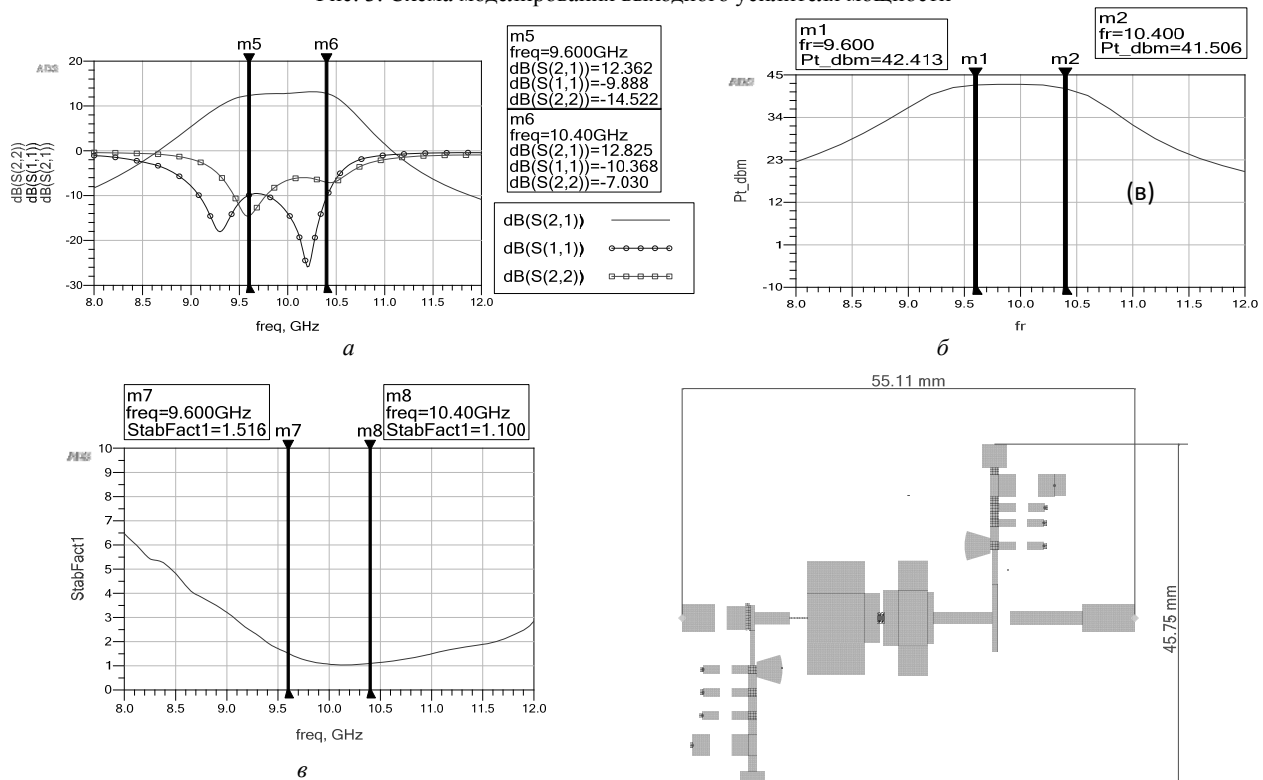 Рис. 3. Схема моделирования выходного усилителя мощности
m5
freq=9.600GHz
dB(S(2,1))=12.362
dB(S(1,1))=-9.888
dB(S(2,2))=-14.522
m6
freq=10.40GHz
dB(S(2,1))=12.825
dB(S(1,1))=-10.368
dB(S(2,2))=-7.030
dB(S(2,1))
dB(S(1,1))
dB(S(2,2))
m5 m6
ADS
20
10
0
-10
-20
-30
dB(S(2,2))
dB(S(1,1))
dB(S(2,1))
8.0 8.5 9.0 9.5 10.0 10.5 11.0 11.5 12.0
freq, GHz
а
m1
fr=9.600
Pt_dbm=42.413
m2
fr=10.400
Pt_dbm=41.506
m1 m2
ADS
45
34
23
12
1
-10
Pt_dbm
(в)
8.0 8.5 9.0 9.5 10.0 10.5 11.0 11.5 12.0
fr
б
m7
freq=9.600GHz
StabFact1=1.516
m8
freq=10.40GHz
StabFact1=1.100
m7 m8
ADS
10
9
8
7
6
5
4
3
2
1
0
StabFact1
8.0 8.5 9.0 9.5 10.0 10.5 11.0 11.5 12.0
freq, GHz
в
55.11 mm
45.75 mm